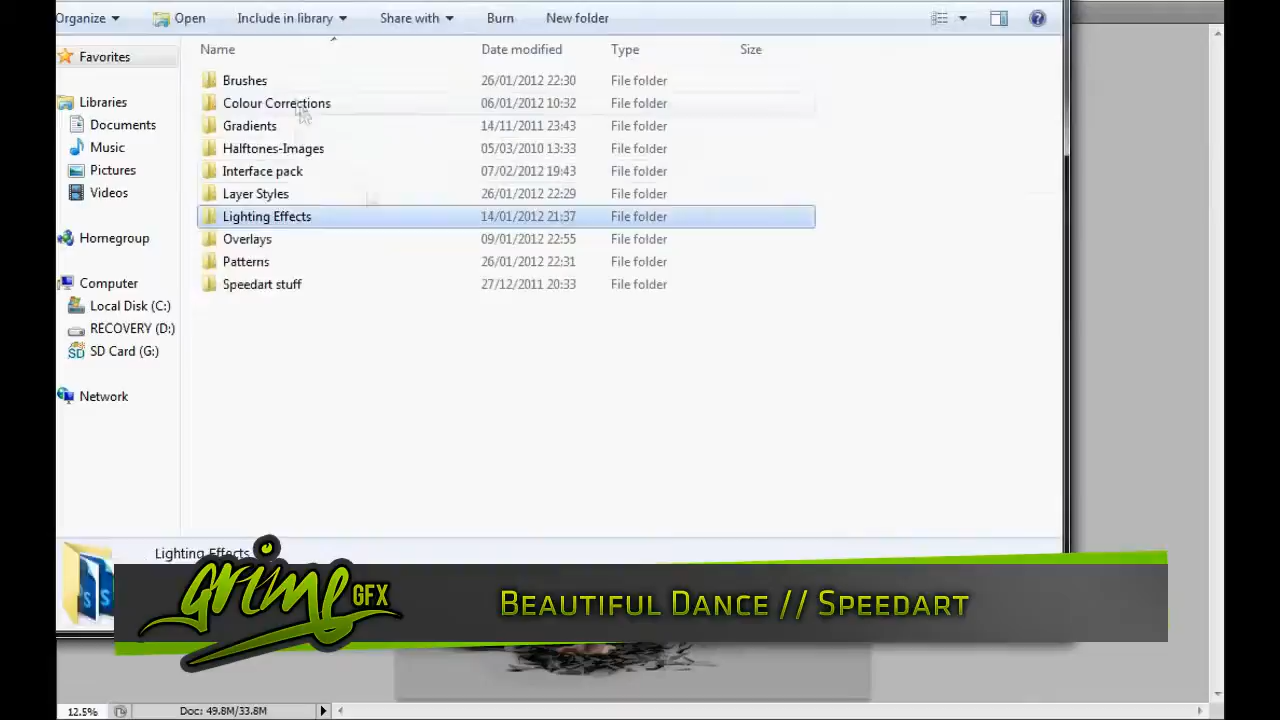 Organize Open Include in library Share with Burn New folder
Name Date modified Type Size
Favorites
Libraries
Documents
Music
Pictures
Videos
Homegroup
Computer
Local Disk (C:)
RECOVERY (D:)
SD Card (G:)
Network
Brushes 26/01/2012 22:30 File folder
Colour Corrections 06/01/2012 10:32 File folder
Gradients 14/11/2011 23:43 File folder
Halftones-Images 05/03/2010 13:33 File folder
Interface pack 07/02/2012 19:43 File folder
Layer Styles 26/01/2012 22:29 File folder
Lighting Effects 14/01/2012 21:37 File folder
Overlays 09/01/2012 22:55 File folder
Patterns 26/01/2012 22:31 File folder
Speedart stuff 27/12/2011 20:33 File folder
Lighting Effects
grime GFX
Beautiful Dance // Speedart
12.5% Doc: 49.8M/33.8M